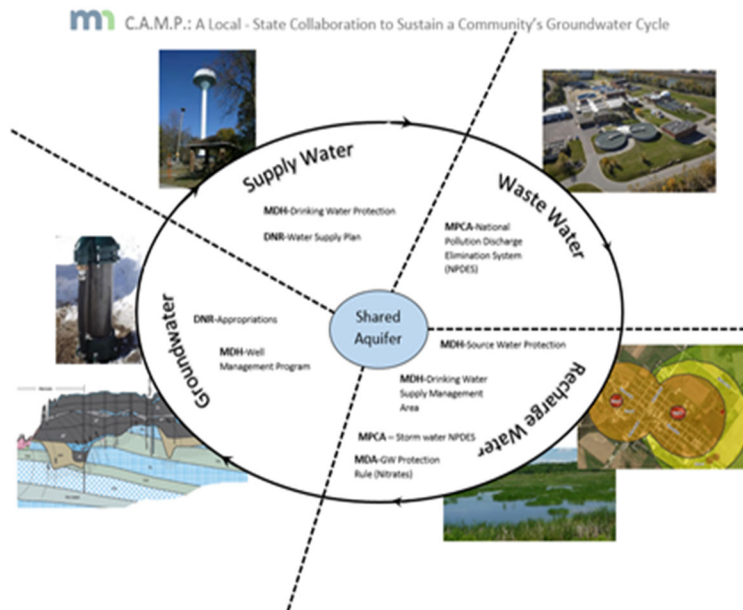 mn C.A.M.P.: A Local - State Collaboration to Sustain a Community's Groundwater Cycle
Supply Water
MDH-Drinking Water Protection
DNR-Water Supply Plan
Waste Water
MPCA-National
Pollution Discharge
Elimination System
(NPDES)
Shared
Aquifer
Groundwater
DNR-Appropriations
MDH-Well
Management Program
Recharge Water
MDH-Source Water Protection
MDH-Drinking Water
Supply Management
Area
MPCA – Storm water NPDES
MDA-GW Protection
Rule (Nitrates)